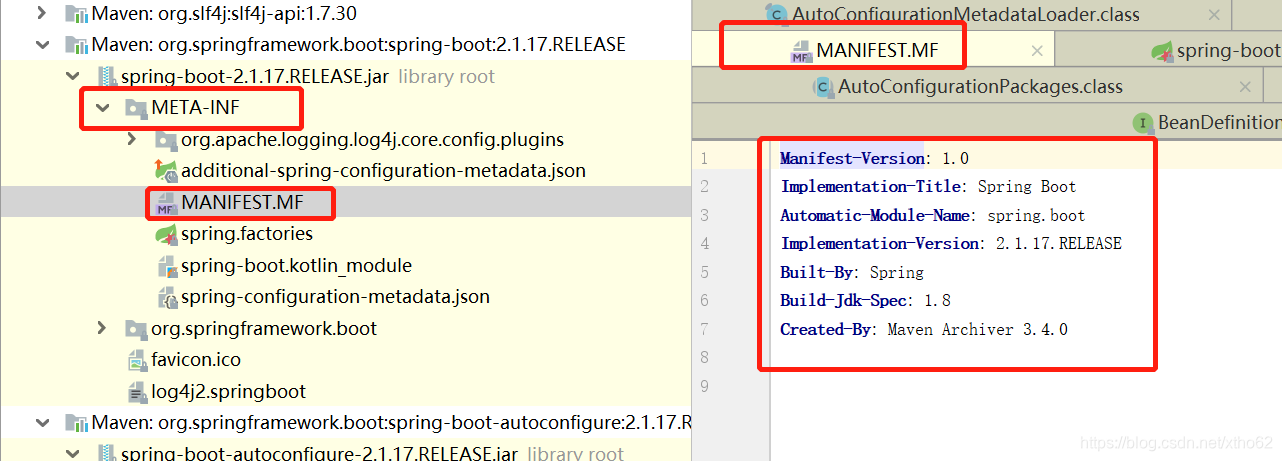 Maven: org.slf4j:slf4j-api:1.7.30
Maven: org.springframework.boot:spring-boot:2.1.17.RELEASE
spring-boot-2.1.17.RELEASE.jar library root
META-INF
org.apache.logging.log4j.core.config.plugins
additional-spring-configuration-metadata.json
MF MANIFEST.MF
spring.factories
spring-boot.kotlin_module
spring-configuration-metadata.json
org.springframework.boot
favicon.ico
log4j2.springboot
Maven: org.springframework.boot:spring-boot-autoconfigure:2.1.17.R
spring-boot-autoconfigure-2.1.17.RELEASE.jar library root
C AutoConfigurationMetadataLoader.class
MF MANIFEST.MF
spring-boot
C AutoConfigurationPackages.class
I BeanDefinition
1 Manifest-Version: 1.0
2 Implementation-Title: Spring Boot
3 Automatic-Module-Name: spring.boot
4 Implementation-Version: 2.1.17.RELEASE
5 Built-By: Spring
6 Build-Jdk-Spec: 1.8
7 Created-By: Maven Archiver 3.4.0
8
9
https://blog.csdn.net/xtho62